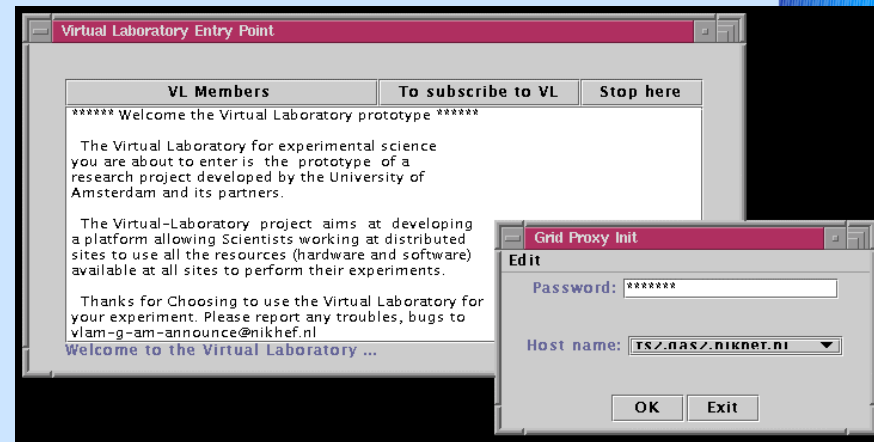 Virtual Laboratory Entry Point
VL Members To subscribe to VL Stop here
****** Welcome the Virtual Laboratory prototype ******
The Virtual Laboratory for experimental science
you are about to enter is the prototype of a
research project developed by the University of
Amsterdam and its partners.
The Virtual-Laboratory project aims at developing
a platform allowing Scientists working at distributed
sites to use all the resources (hardware and software)
available at all sites to perform their experiments.
Thanks for Choosing to use the Virtual Laboratory for
your experiment. Please report any troubles, bugs to
vlam-g-am-announce@nikhef.nl
Welcome to the Virtual Laboratory ...
Grid Proxy Init
Edit
Password: *******
Host name:
OK Exit